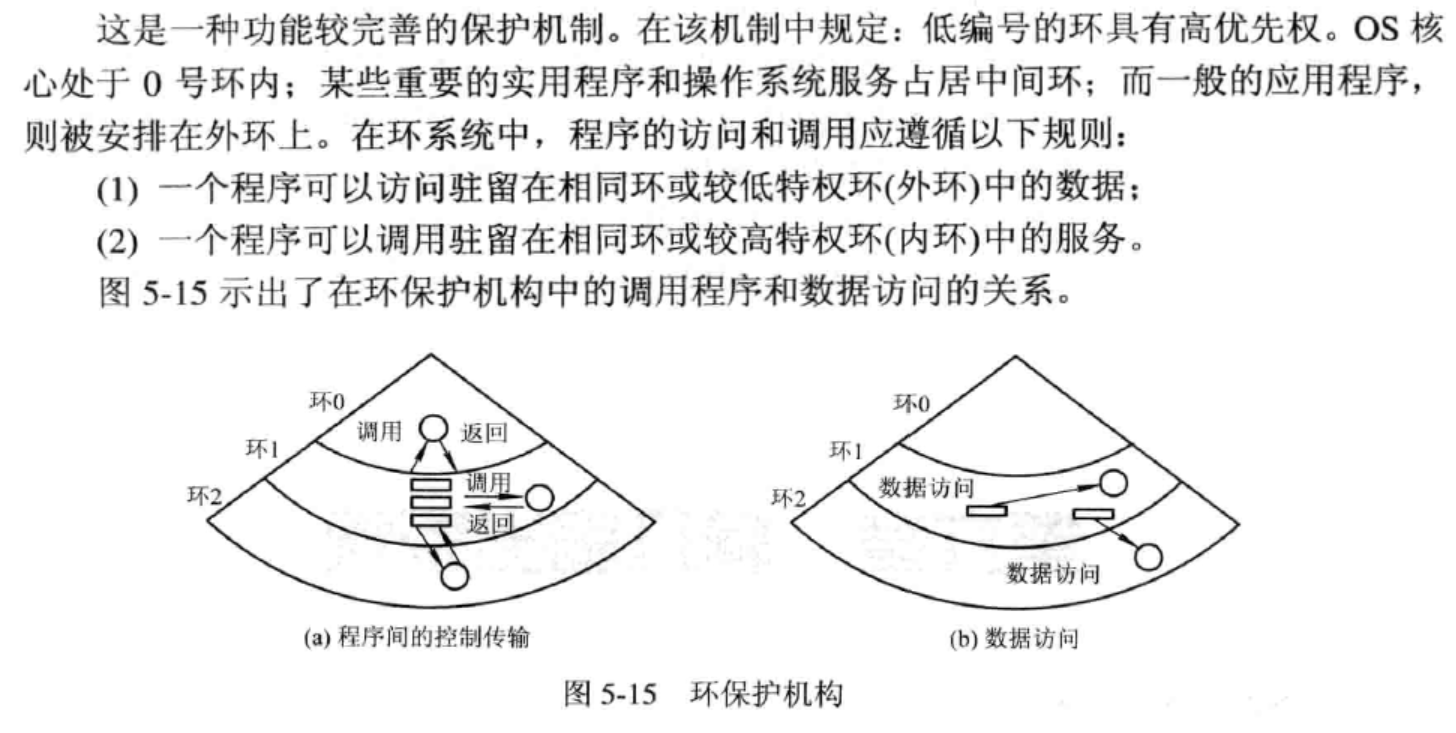 这是一种功能较完善的保护机制。在该机制中规定：低编号的环具有高优先权。OS 核
心处于 0 号环内；某些重要的实用程序和操作系统服务占居中间环；而一般的应用程序，
则被安排在外环上。在环系统中，程序的访问和调用应遵循以下规则：
(1) 一个程序可以访问驻留在相同环或较低特权环(外环)中的数据；
(2) 一个程序可以调用驻留在相同环或较高特权环(内环)中的服务。
图 5-15 示出了在环保护机构中的调用程序和数据访问的关系。
环0
调用
返回
环1
调用
环2
返回
(a) 程序间的控制传输
环0
环1
数据访问
环2
数据访问
(b) 数据访问
图 5-15 环保护机构